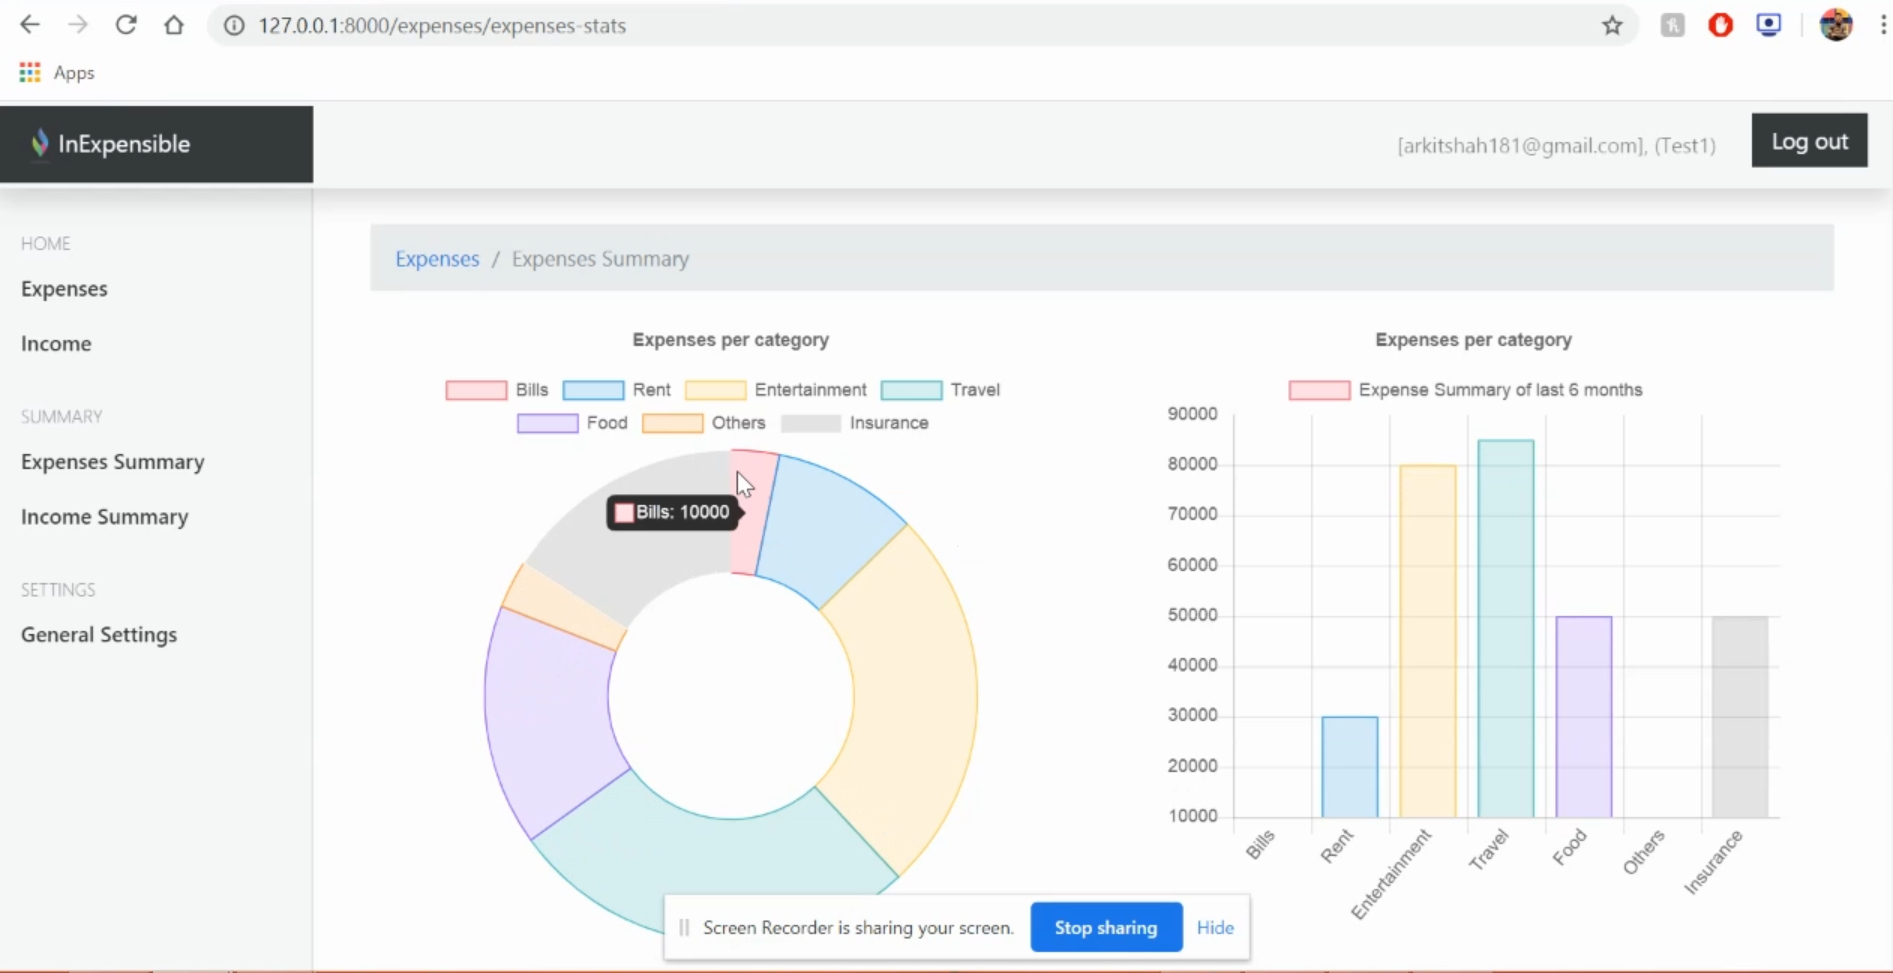 127.0.0.1:8000/expenses/expenses-stats
Apps
InExpensible
[arkitshah181@gmail.com], (Test1)
Log out
HOME
Expenses
Income
SUMMARY
Expenses Summary
Income Summary
SETTINGS
General Settings
Expenses / Expenses Summary
Expenses per category
Bills Rent Entertainment Travel
Food Others Insurance
Bills: 10000
Expenses per category
Expense Summary of last 6 months
90000
80000
70000
60000
50000
40000
30000
20000
10000
Bills
Rent
Entertainment
Travel
Food
Others
Insurance
Screen Recorder is sharing your screen.
Stop sharing
Hide